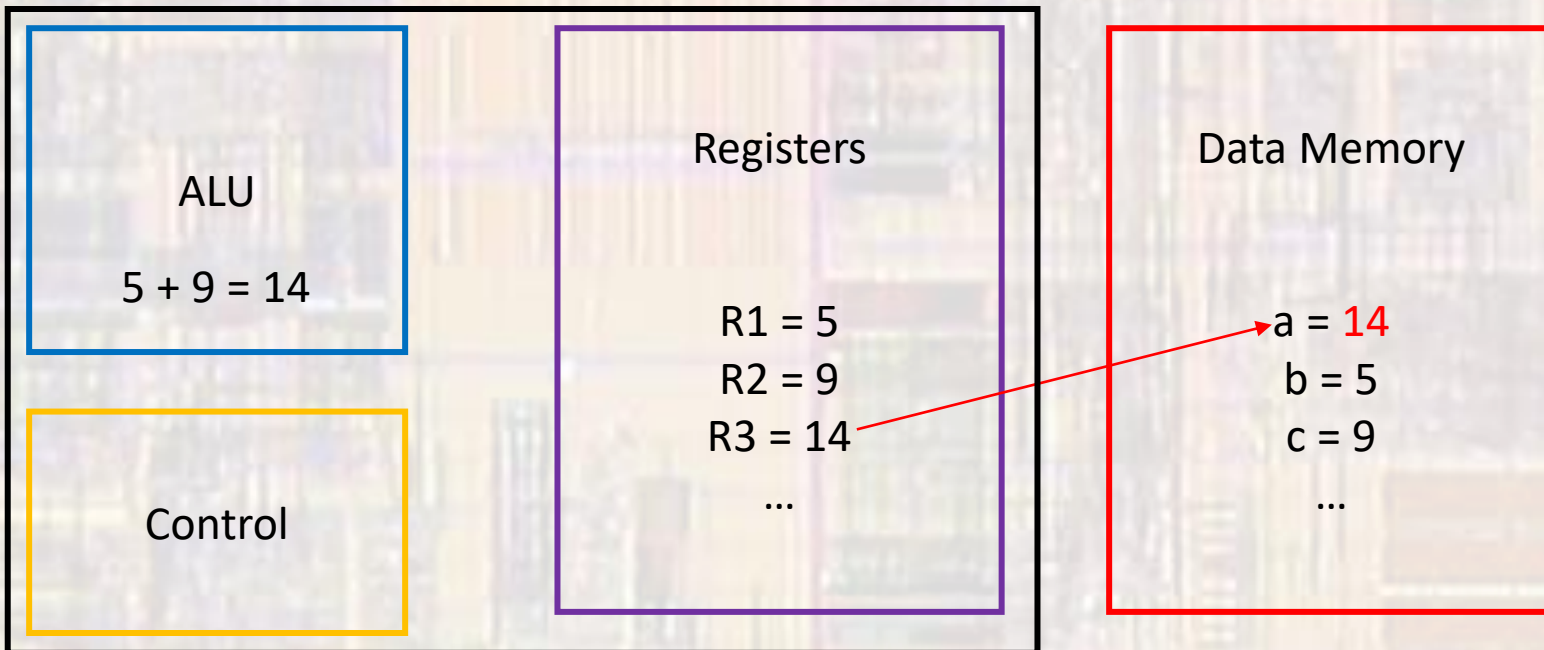 ALU
5 + 9 = 14
Control
Registers
R1 = 5
R2 = 9
R3 = 14
...
Data Memory
a = 14
b = 5
c = 9
...